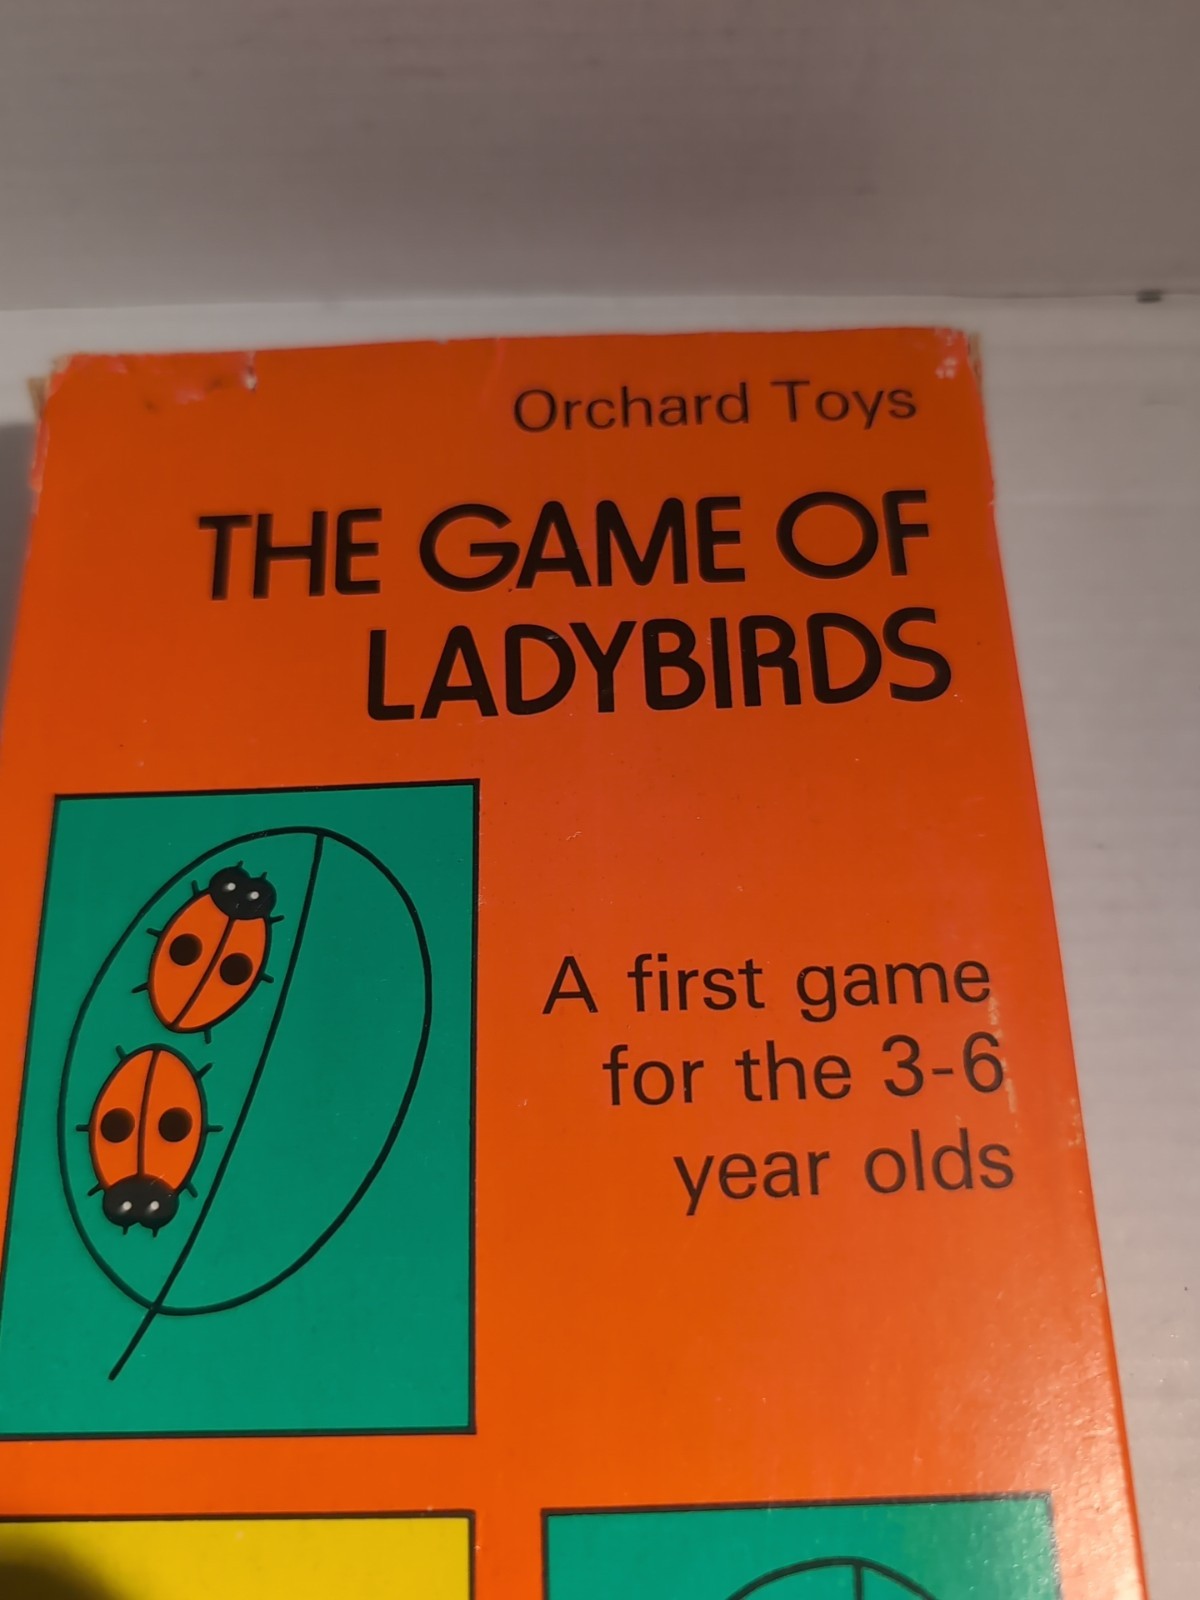 Orchard Toys
THE GAME OF
LADYBIRDS
A first game
for the 3-6
year olds